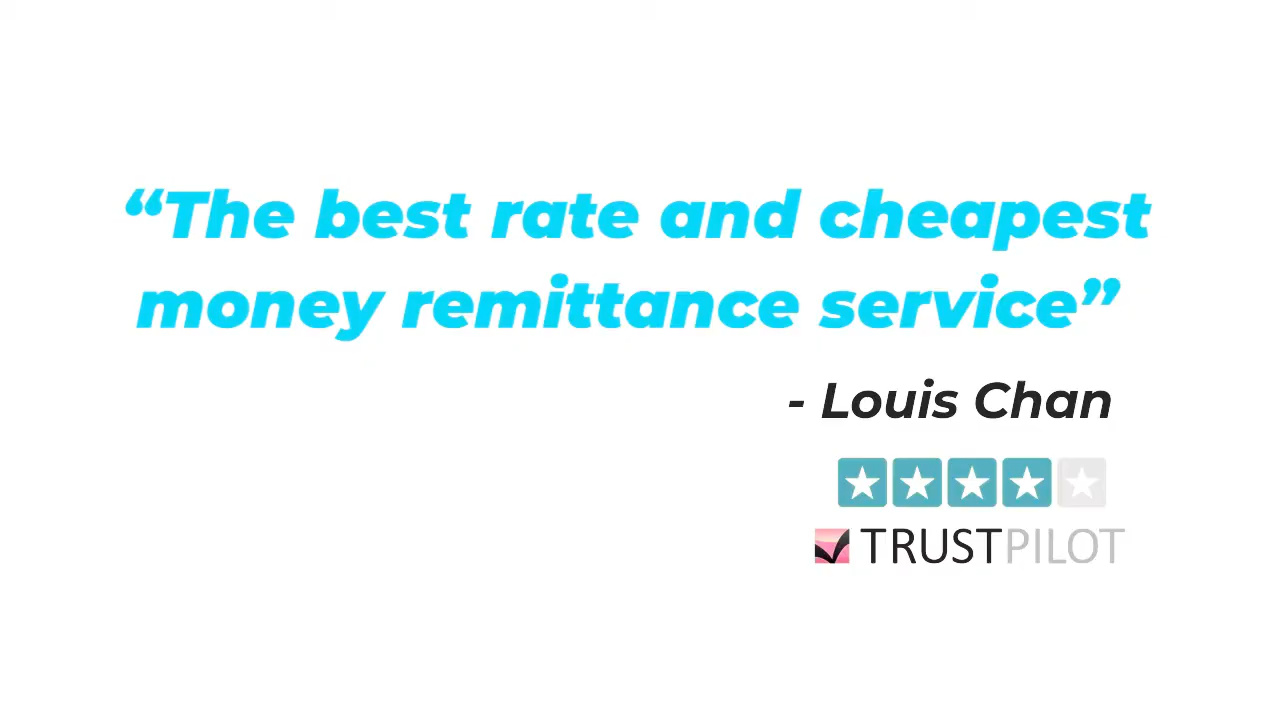 “The best rate and cheapest
money remittance service”
- Louis Chan
TRUSTPILOT